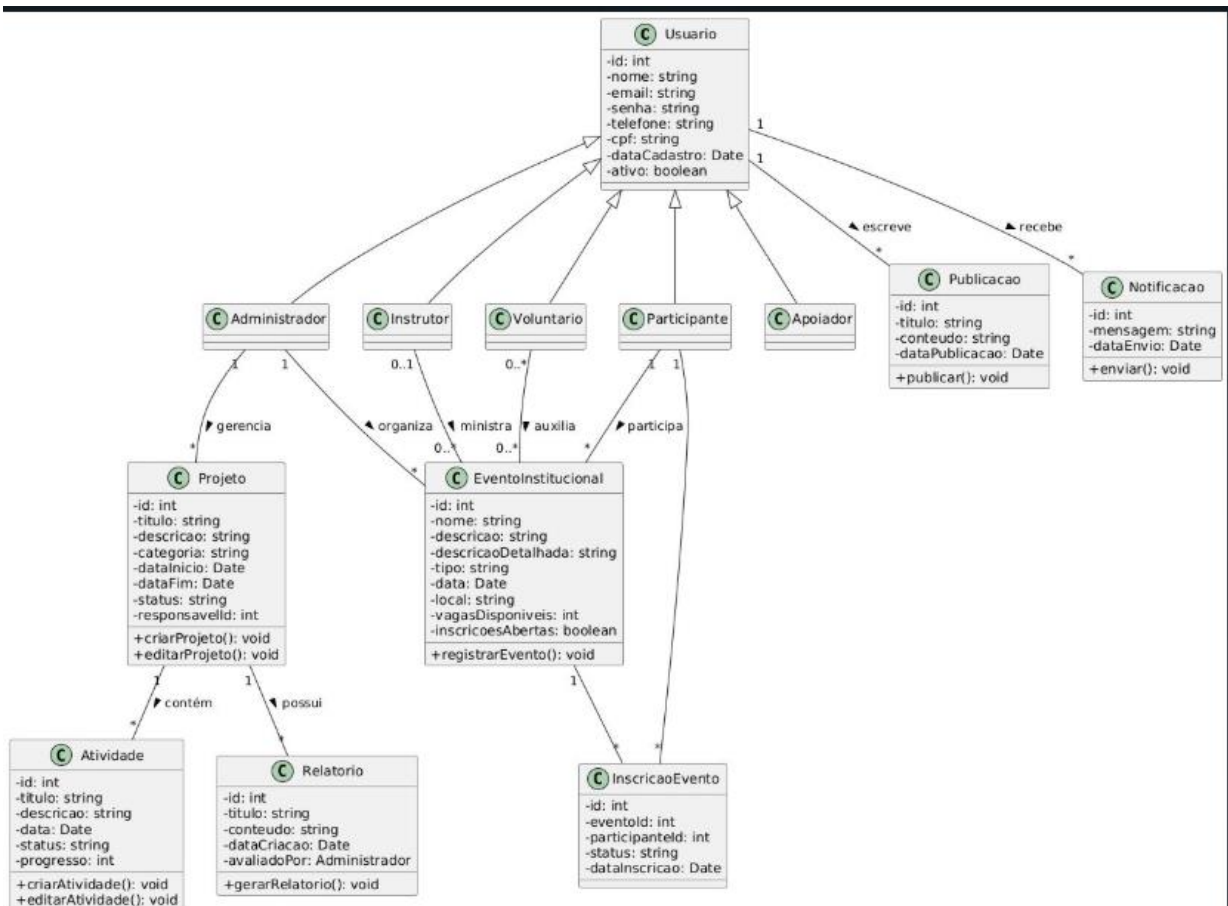 C Usuario
-id: int
-nome: string
-email: string
-senha: string
-telefone: string
-cpf: string
-dataCadastro: Date
-ativo: boolean
1
1
escreve
recebe
*
*
C Administrador
C Instrutor
C Voluntario
C Participante
C Apoiador
C Publicacao
-id: int
-titulo: string
-conteudo: string
-dataPublicacao: Date
+publicar(): void
C Notificacao
-id: int
-mensagem: string
-dataEnvio: Date
+enviar(): void
1
1
0..1
0..*
1
1
gerencia
organiza
ministra
auxilia
participa
*
*
0..*
0..*
*
C Projeto
-id: int
-titulo: string
-descricao: string
-categoria: string
-dataInicio: Date
-dataFim: Date
-status: string
-responsavelId: int
+criarProjeto(): void
+editarProjeto(): void
C EventoInstitucional
-id: int
-nome: string
-descricao: string
-descricaoDetalhada: string
-tipo: string
-data: Date
-local: string
-vagasDisponiveis: int
-inscricoesAbertas: boolean
+registrarEvento(): void
1
1
1
contém
possui
*
*
*
*
C Atividade
-id: int
-titulo: string
-descricao: string
-data: Date
-status: string
-progresso: int
+criarAtividade(): void
+editarAtividade(): void
C Relatorio
-id: int
-titulo: string
-conteudo: string
-dataCriacao: Date
-avaliadoPor: Administrador
+gerarRelatorio(): void
C InscricaoEvento
-id: int
-eventoId: int
-participanteId: int
-status: string
-dataInscricao: Date